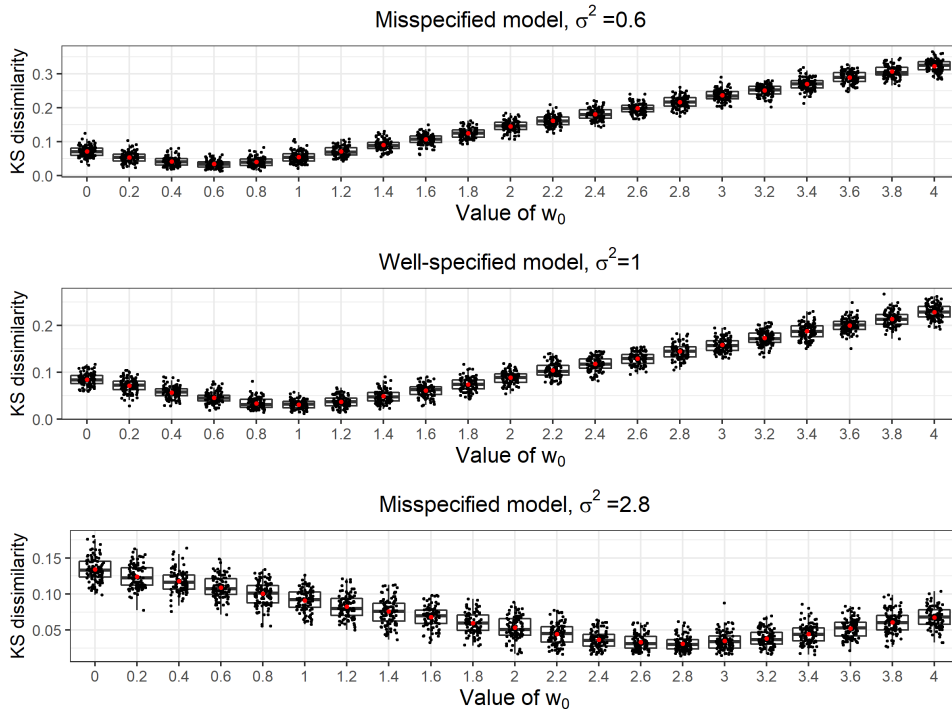 Misspecified model, σ² =0.6
KS dissimilarity
0.3
0.2
0.1
0.0
0 0.2 0.4 0.6 0.8 1 1.2 1.4 1.6 1.8 2 2.2 2.4 2.6 2.8 3 3.2 3.4 3.6 3.8 4
Value of w₀
Well-specified model, σ²=1
KS dissimilarity
0.2
0.1
0.0
0 0.2 0.4 0.6 0.8 1 1.2 1.4 1.6 1.8 2 2.2 2.4 2.6 2.8 3 3.2 3.4 3.6 3.8 4
Value of w₀
Misspecified model, σ² =2.8
KS dissimilarity
0.15
0.10
0.05
0 0.2 0.4 0.6 0.8 1 1.2 1.4 1.6 1.8 2 2.2 2.4 2.6 2.8 3 3.2 3.4 3.6 3.8 4
Value of w₀